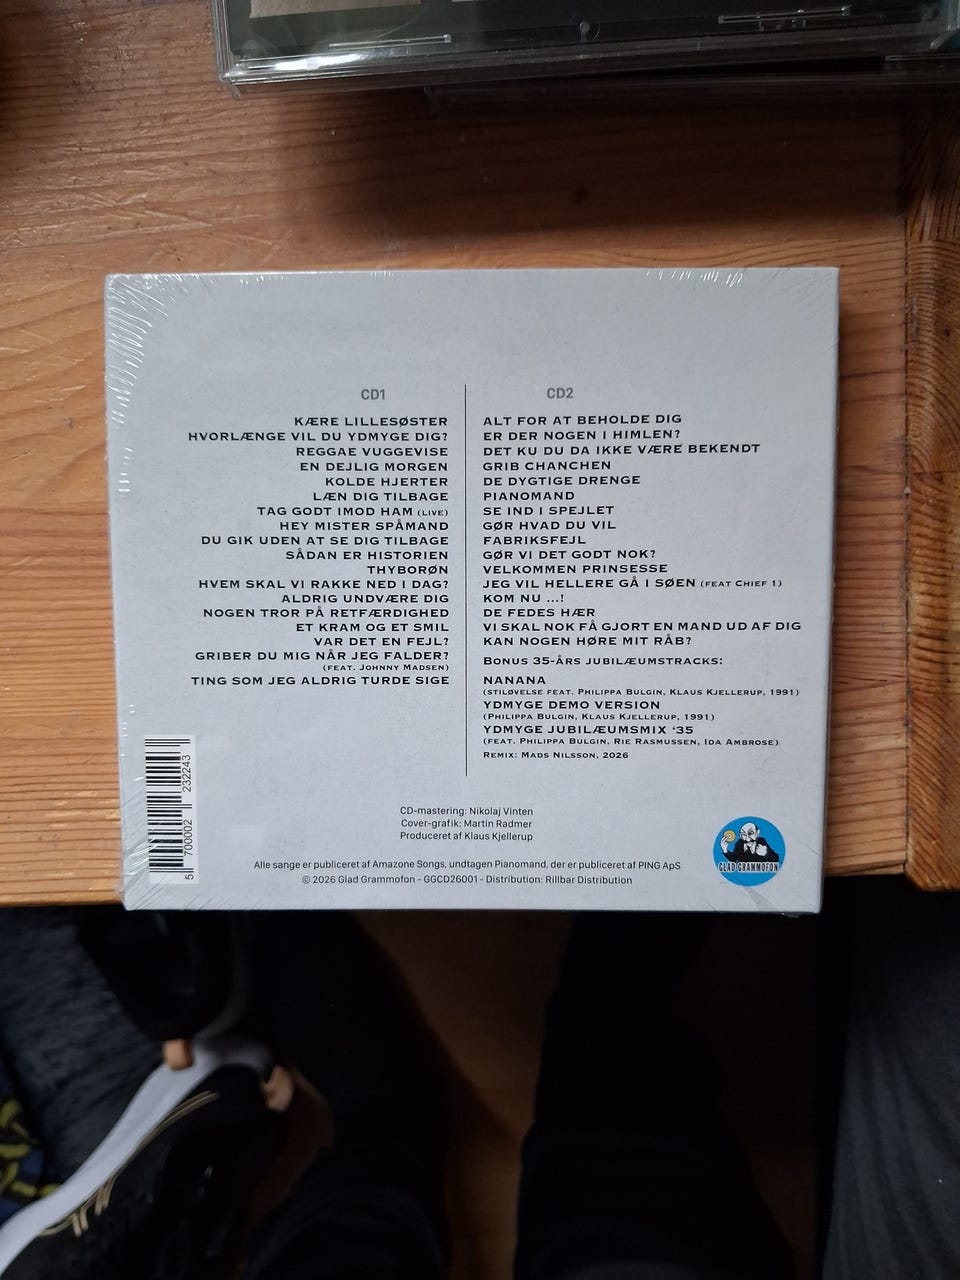 CD1
KÆRE LILLESØSTER
HVORLÆNGE VIL DU YDMYGE DIG?
REGGAE VUGGEVISE
EN DEJLIG MORGEN
KOLDE HJERTER
LÆN DIG TILBAGE
TAG GODT IMOD HAM (LIVE)
HEY MISTER SPÅMAND
DU GIK UDEN AT SE DIG TILBAGE
SÅDAN ER HISTORIEN
THYBORØN
HVEM SKAL VI RAKKE NED I DAG?
ALDRIG UNDVÆRE DIG
NOGEN TROR PÅ RETFÆRDIGHED
ET KRAM OG ET SMIL
VAR DET EN FEJL?
GRIBER DU MIG NÅR JEG FALDER?
(FEAT. JOHNNY MADSEN)
TING SOM JEG ALDRIG TURDE SIGE
CD2
ALT FOR AT BEHOLDE DIG
ER DER NOGEN I HIMLEN?
DET KU DU DA IKKE VÆRE BEKENDT
GRIB CHANCHEN
DE DYGTIGE DRENGE
PIANOMAND
SE IND I SPEJLET
GØR HVAD DU VIL
FABRIKSFEJL
GØR VI DET GODT NOK?
VELKOMMEN PRINSESSE
JEG VIL HELLERE GÅ I SØEN (FEAT CHIEF 1)
KOM NU ...!
DE FEDES HÆR
VI SKAL NOK FÅ GJORT EN MAND UD AF DIG
KAN NOGEN HØRE MIT RÅB?
BONUS 35-ÅRS JUBILÆUMSTRACKS:
NANANA
(STILØVELSE FEAT. PHILIPPA BULGIN, KLAUS KJELLERUP, 1991)
YDMYGE DEMO VERSION
(PHILIPPA BULGIN, KLAUS KJELLERUP, 1991)
YDMYGE JUBILÆUMSMIX '35
(FEAT. PHILIPPA BULGIN, RIE RASMUSSEN, IDA AMBROSE)
REMIX: MADS NILSSON, 2026
5 700002 232243
CD-mastering: Nikolaj Vinten
Cover-grafik: Martin Radmer
Produceret af Klaus Kjellerup
Alle sange er publiceret af Amazone Songs, undtagen Pianomand, der er publiceret af PING ApS
© 2026 Glad Grammofon - GGCD26001 - Distribution: Rillbar Distribution
GLAD GRAMMOFON